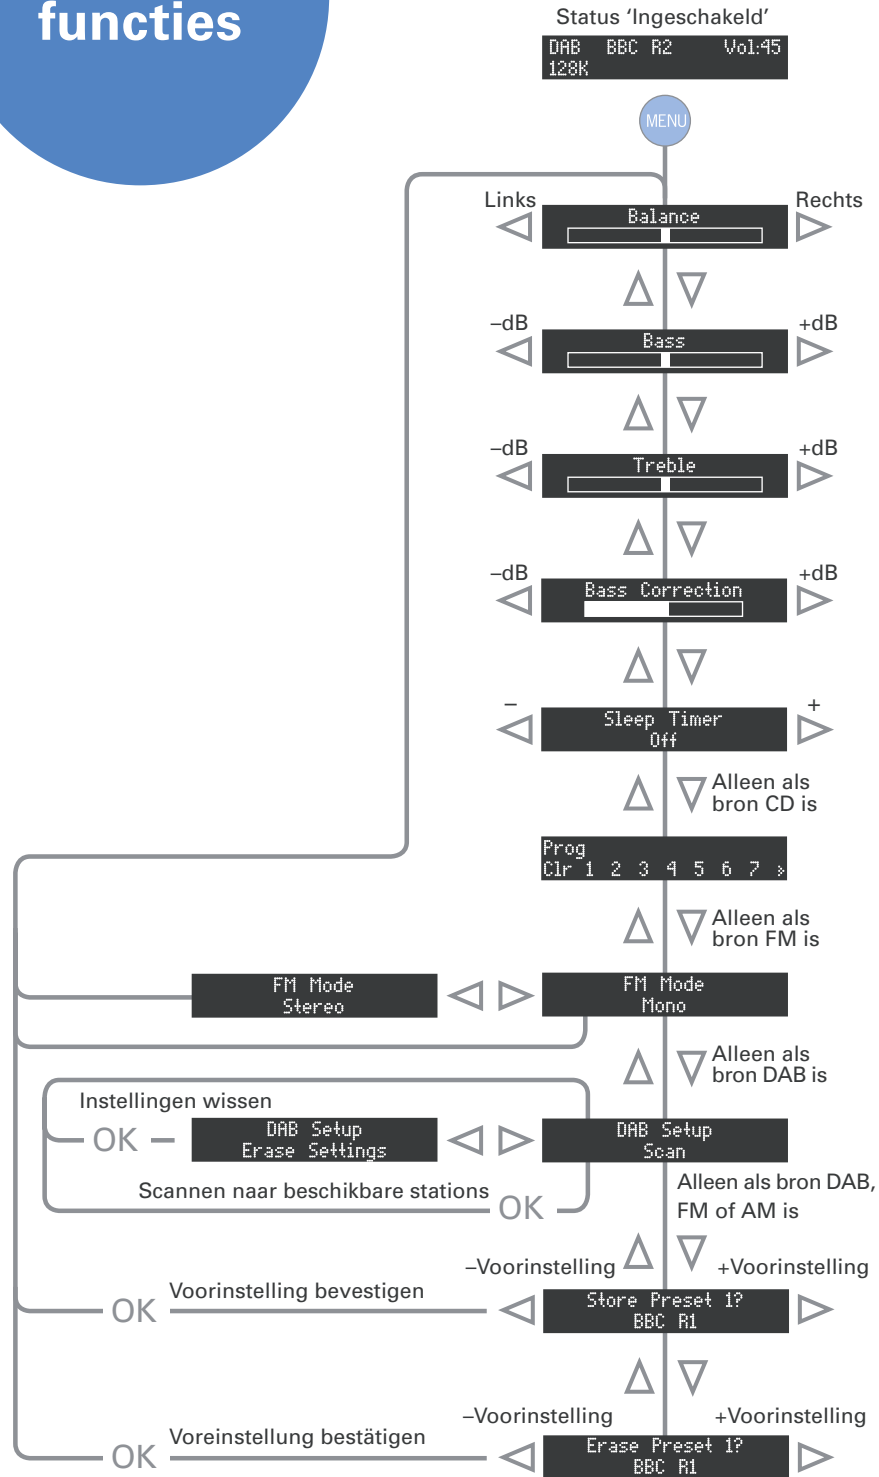 functies
Status ‘Ingeschakeld’
DAB BBC R2 Vol:45
128K
MENU
Links
Rechts
Balance
–dB
+dB
Bass
–dB
+dB
Treble
–dB
+dB
Bass Correction
–
+
Sleep Timer
Off
Alleen als
bron CD is
Prog
Clr 1 2 3 4 5 6 7 »
Alleen als
bron FM is
FM Mode
Stereo
FM Mode
Mono
Alleen als
bron DAB is
Instellingen wissen
OK
DAB Setup
Erase Settings
DAB Setup
Scan
Scannen naar beschikbare stations
OK
Alleen als bron DAB,
FM of AM is
–Voorinstelling
+Voorinstelling
OK
Voorinstelling bevestigen
Store Preset 1?
BBC R1
–Voorinstelling
+Voorinstelling
OK
Voreinstellung bestätigen
Erase Preset 1?
BBC R1